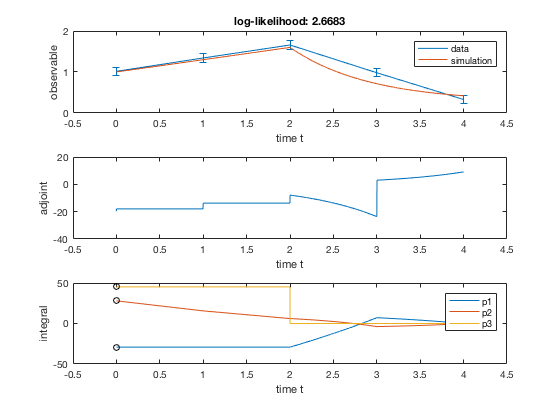 log-likelihood: 2.6683
observable
2
1
0
data
simulation
-0.5 0 0.5 1 1.5 2 2.5 3 3.5 4 4.5
time t
adjoint
20
0
-20
-40
-0.5 0 0.5 1 1.5 2 2.5 3 3.5 4 4.5
time t
integral
50
0
-50
p1
p2
p3
-0.5 0 0.5 1 1.5 2 2.5 3 3.5 4 4.5
time t